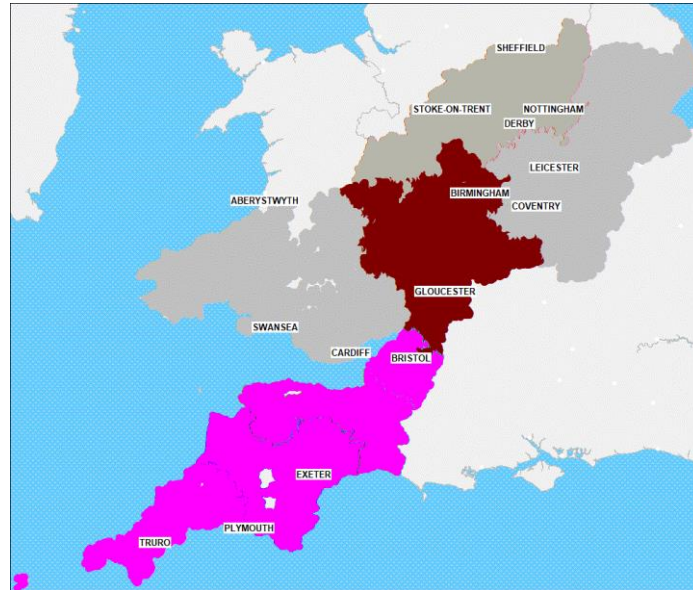 SHEFFIELD
STOKE-ON-TRENT
NOTTINGHAM
DERBY
LEICESTER
BIRMINGHAM
ABERYSTWYTH
COVENTRY
GLOUCESTER
SWANSEA
CARDIFF
BRISTOL
EXETER
PLYMOUTH
TRURO